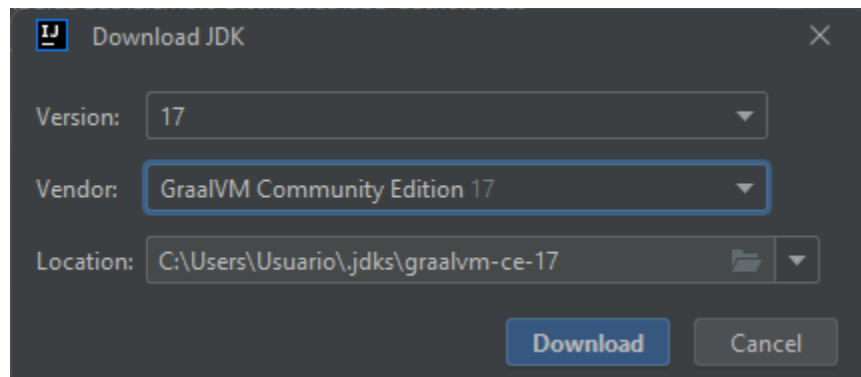 IJ
Download JDK
Version: 17
Vendor: GraalVM Community Edition 17
Location: C:\Users\Usuario\.jdks\graalvm-ce-17
Download Cancel